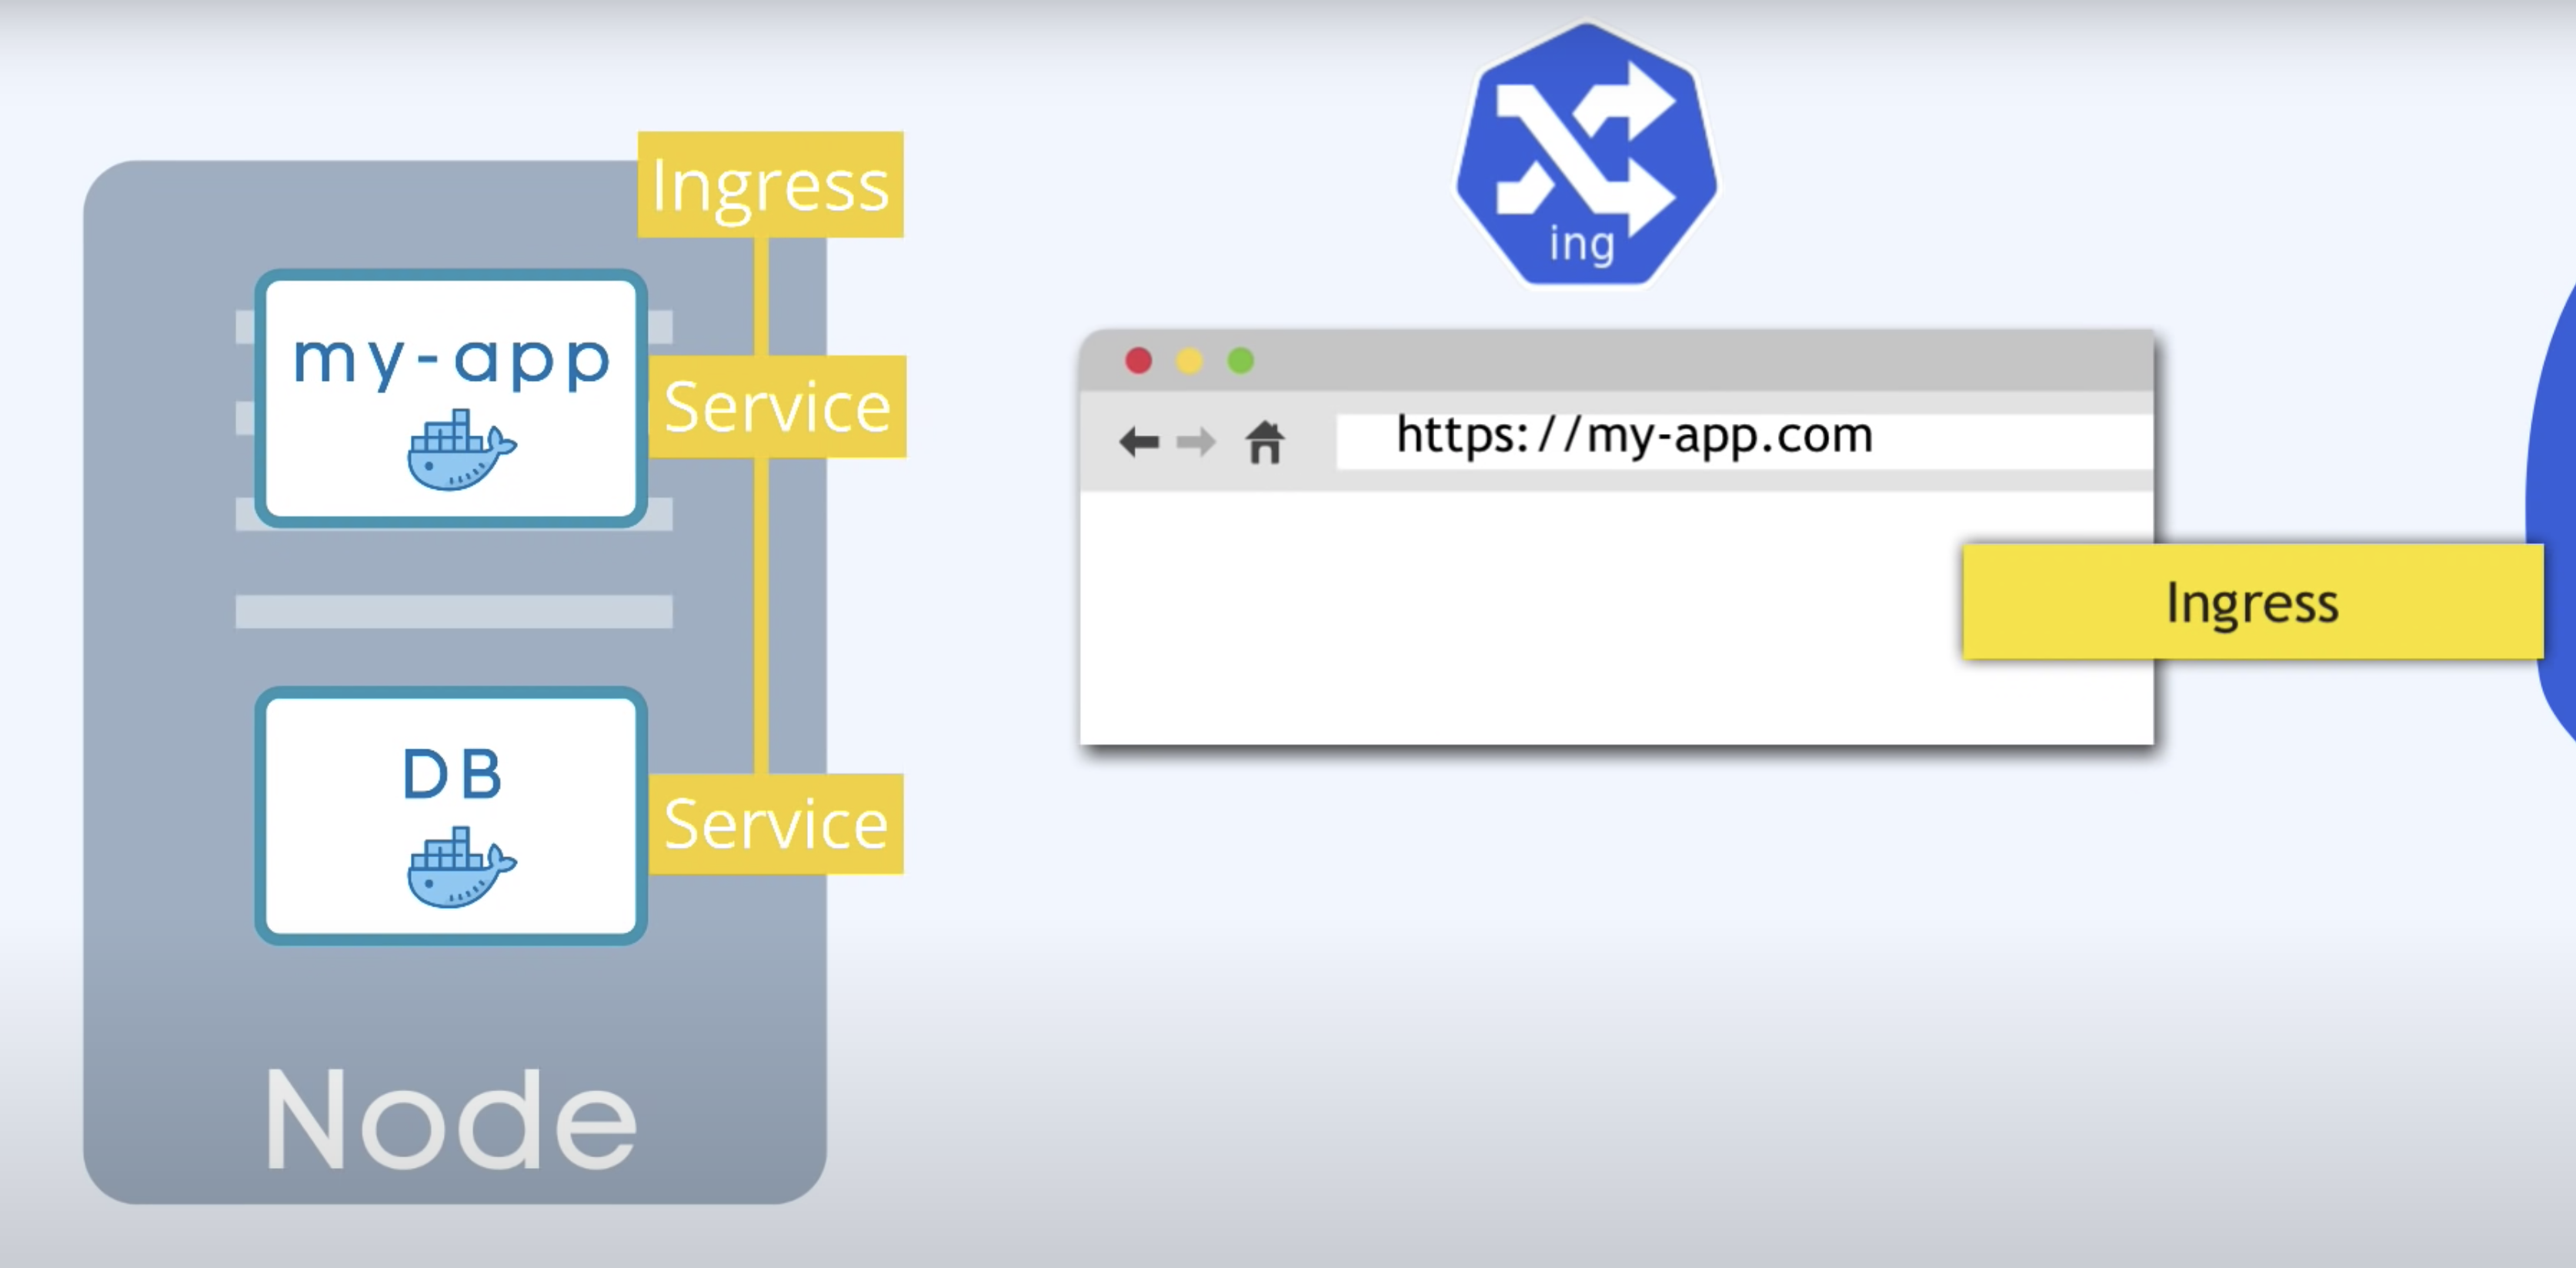 Ingress
my-app
Service
DB
Service
Node
ing
https://my-app.com
Ingress